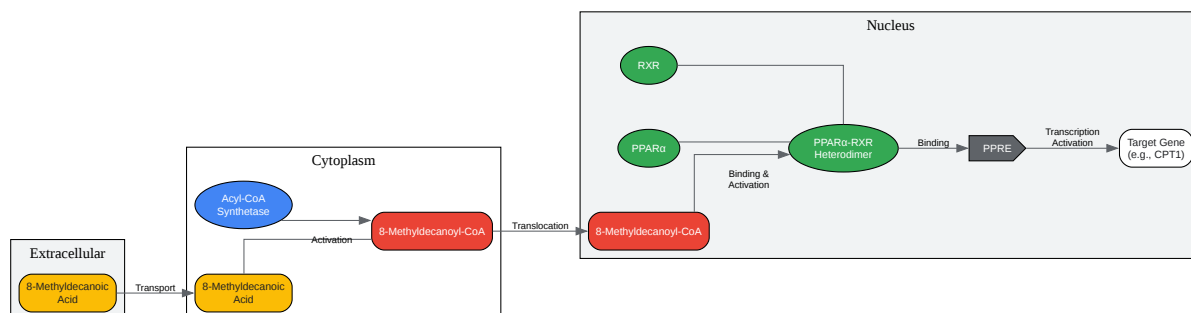 Nucleus
RXR
PPARα
PPARα-RXR
Heterodimer
Binding
PPRE
Transcription
Activation
Target Gene
(e.g., CPT1)
Binding &
Activation
8-Methyldecanoyl-CoA
Cytoplasm
Acyl-CoA
Synthetase
8-Methyldecanoyl-CoA
Translocation
Activation
8-Methyldecanoic
Acid
Extracellular
8-Methyldecanoic
Acid
Transport